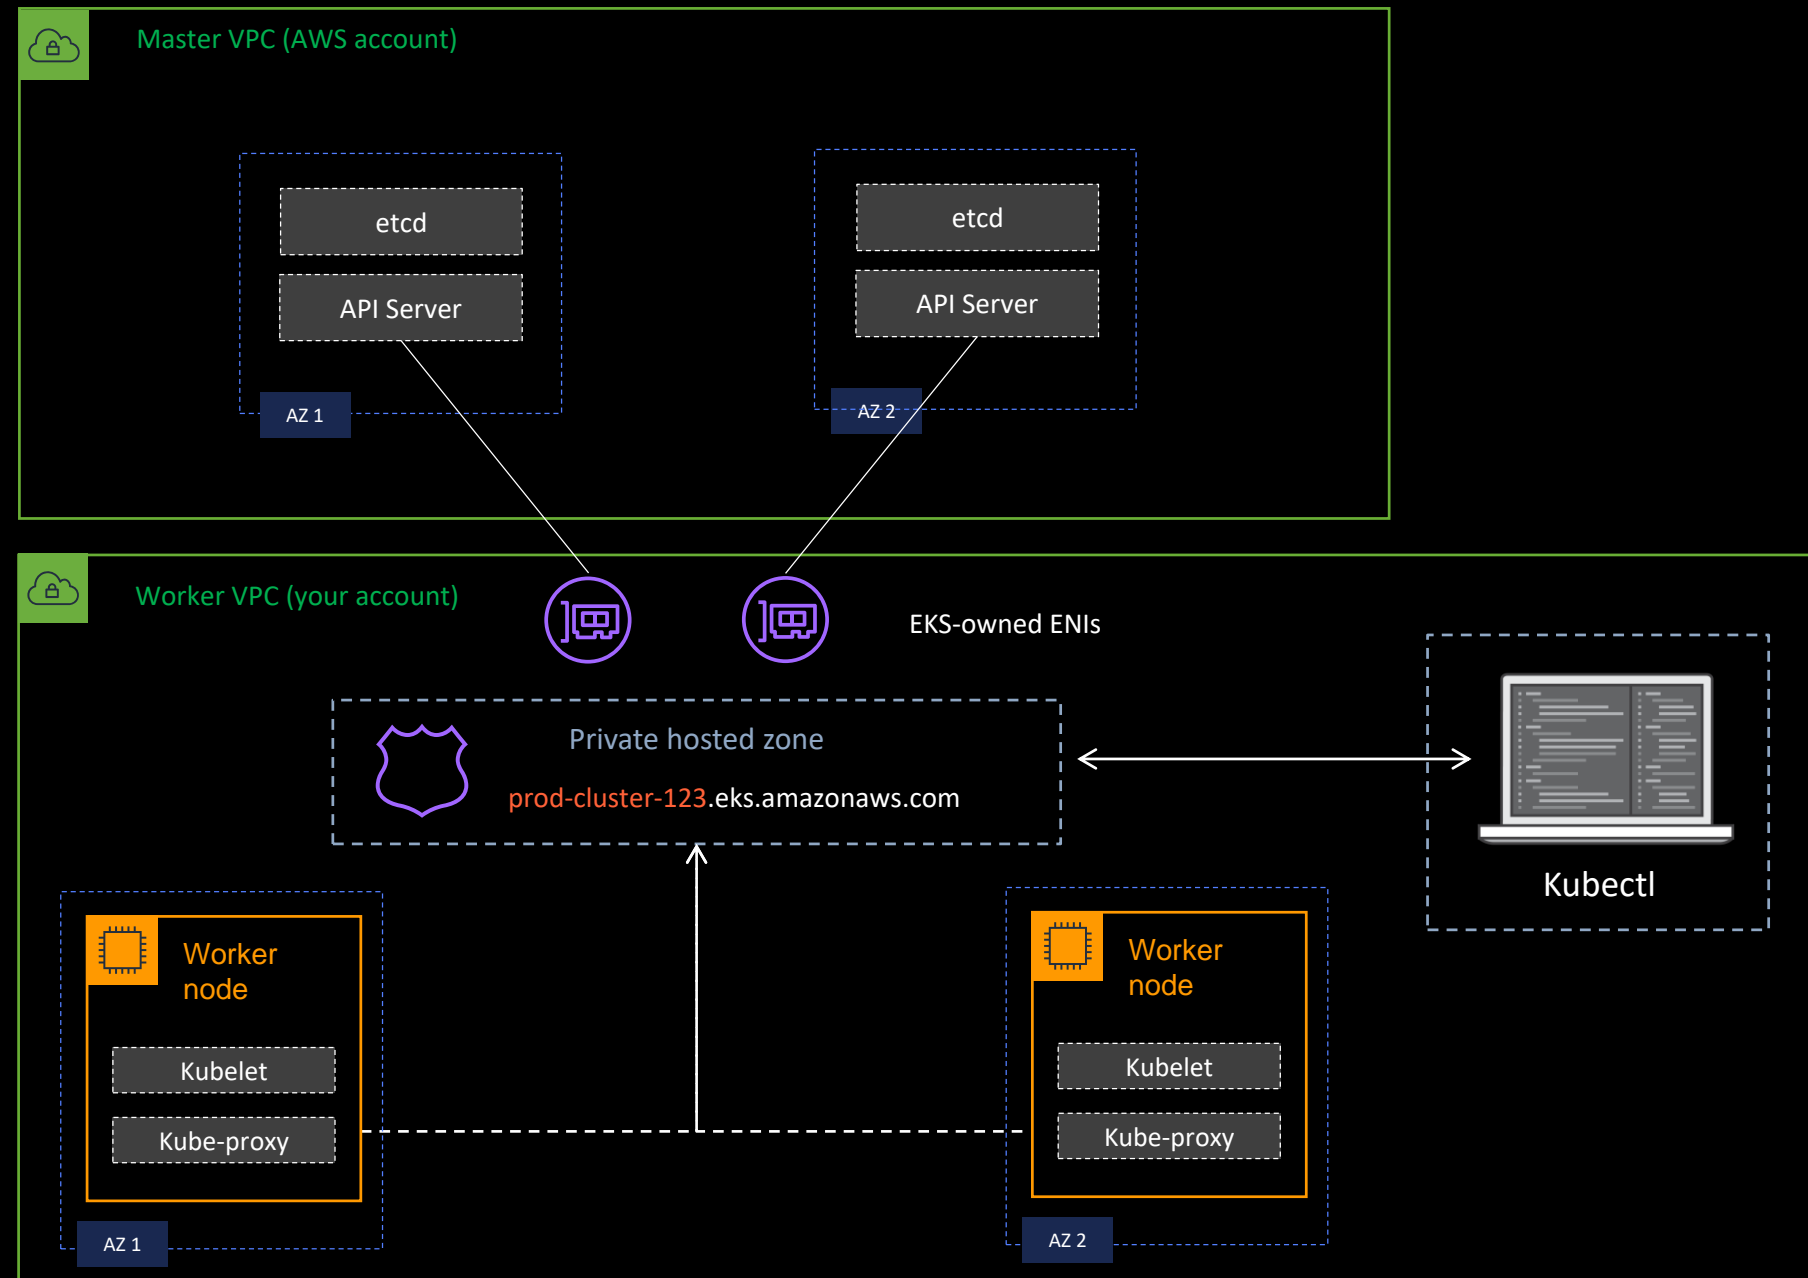 Master VPC (AWS account)
etcd
API Server
AZ 1
etcd
API Server
AZ 2
Worker VPC (your account)
EKS-owned ENIs
Private hosted zone
prod-cluster-123.eks.amazonaws.com
Kubectl
Worker
node
Kubelet
Kube-proxy
AZ 1
Worker
node
Kubelet
Kube-proxy
AZ 2